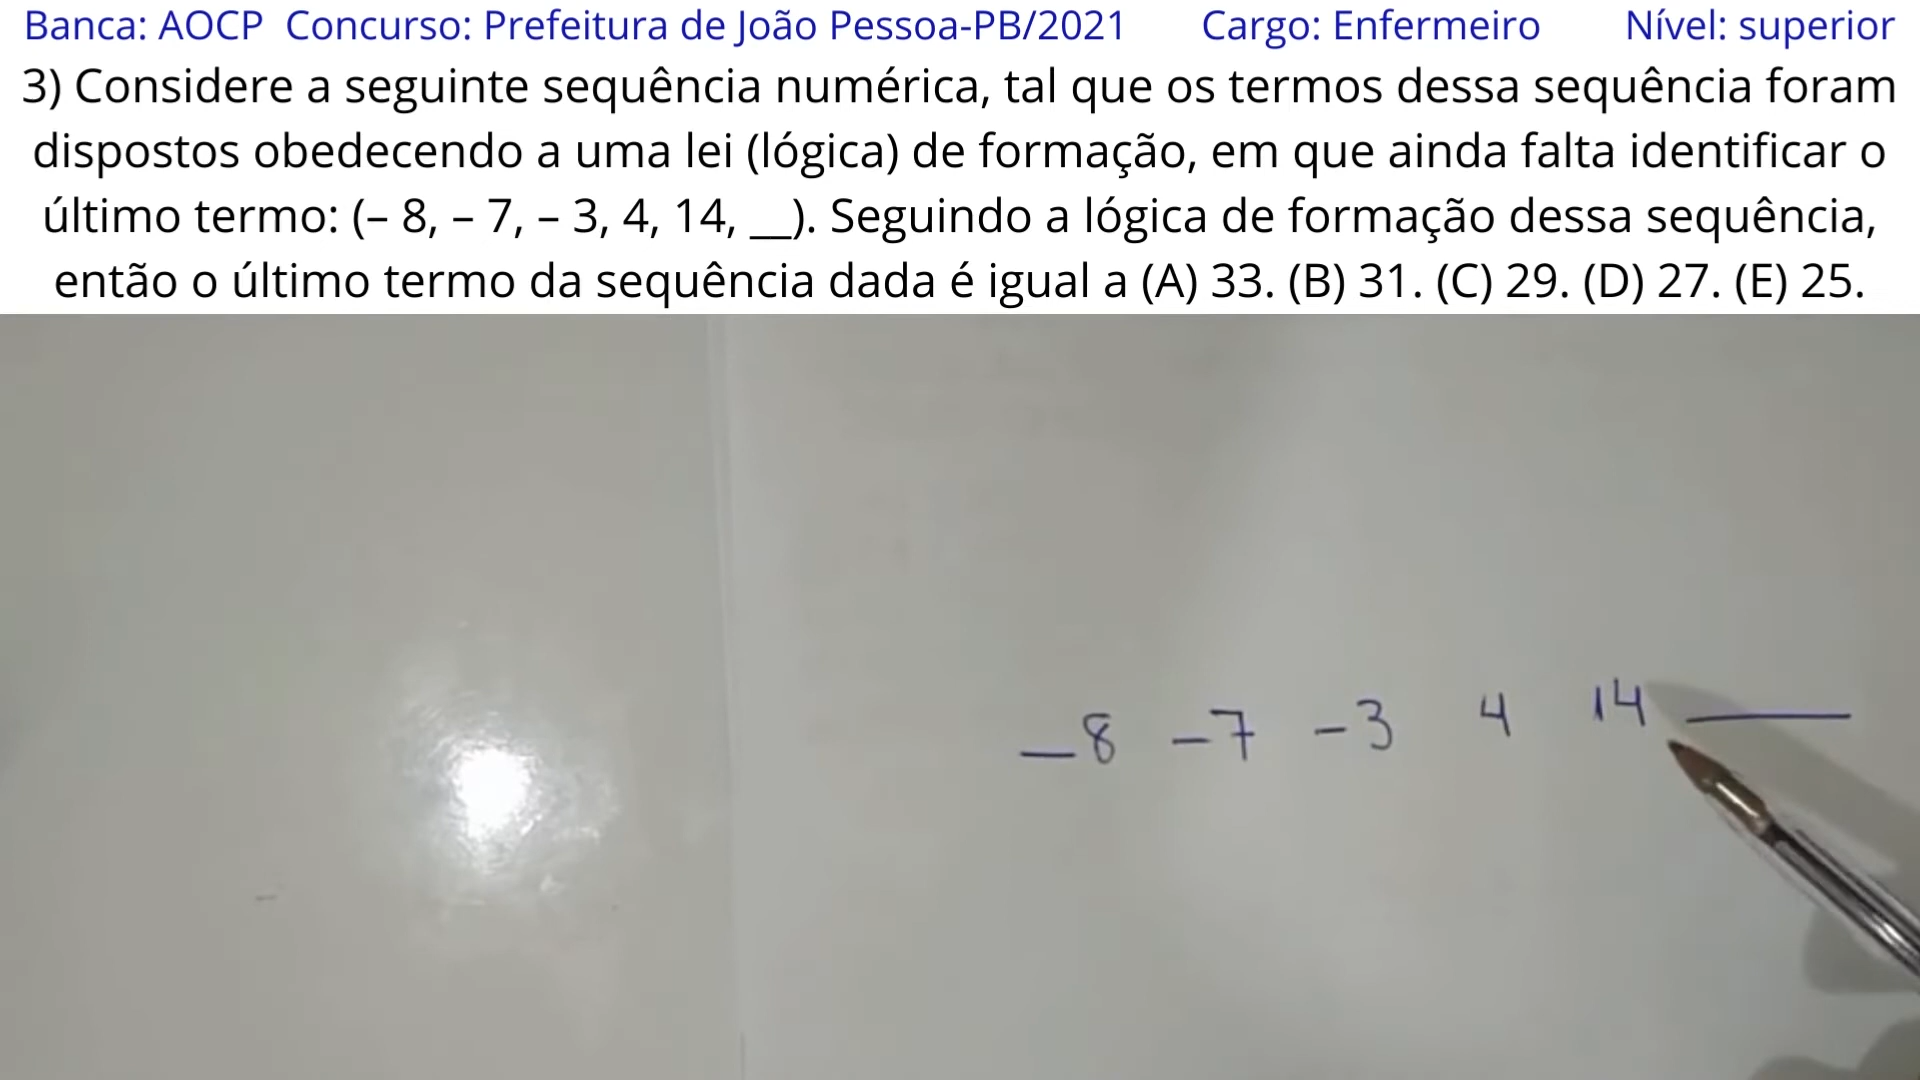 Banca: AOCP Concurso: Prefeitura de João Pessoa-PB/2021 Cargo: Enfermeiro Nível: superior
3) Considere a seguinte sequência numérica, tal que os termos dessa sequência foram
dispostos obedecendo a uma lei (lógica) de formação, em que ainda falta identificar o
último termo: (– 8, – 7, – 3, 4, 14, __). Seguindo a lógica de formação dessa sequência,
então o último termo da sequência dada é igual a (A) 33. (B) 31. (C) 29. (D) 27. (E) 25.
–8 –7 –3 4 14 __